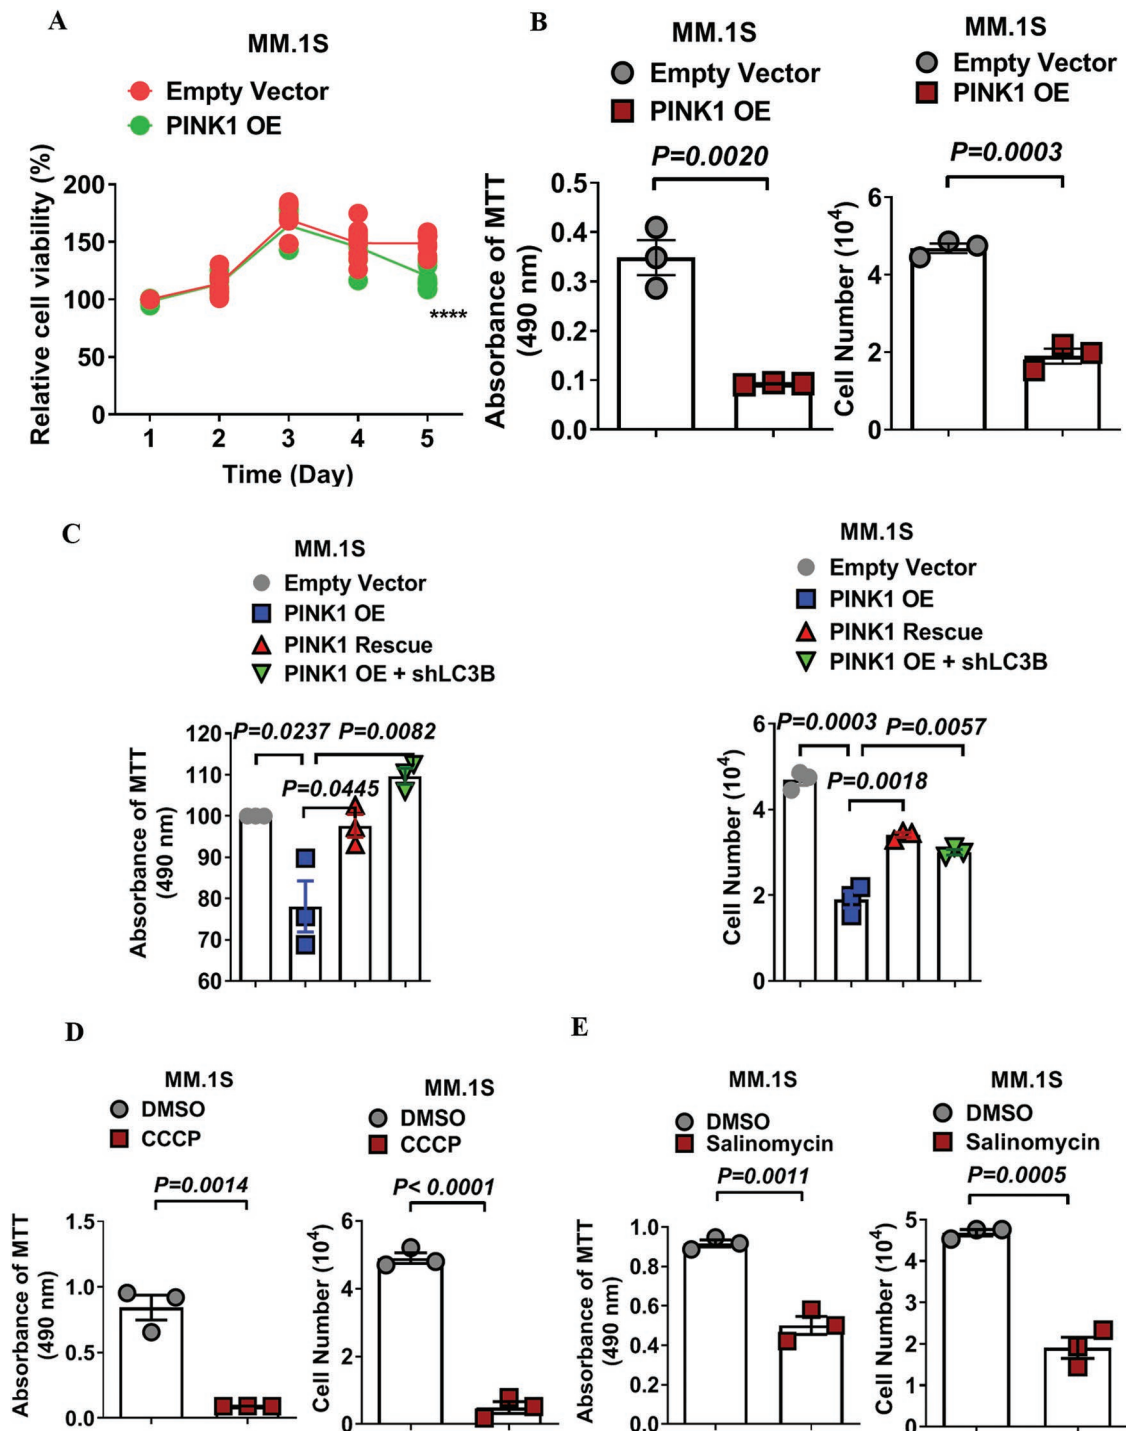 A
MM.1S
Empty Vector
PINK1 OE
Relative cell viability (%)
200
150
100
50
0
****
1 2 3 4 5
Time (Day)
B
MM.1S
Empty Vector
PINK1 OE
P=0.0020
Absorbance of MTT
(490 nm)
0.5
0.4
0.3
0.2
0.1
0.0
MM.1S
Empty Vector
PINK1 OE
P=0.0003
Cell Number (10⁴)
6
4
2
0
C
MM.1S
Empty Vector
PINK1 OE
PINK1 Rescue
PINK1 OE + shLC3B
P=0.0237 P=0.0082
P=0.0445
Absorbance of MTT
(490 nm)
120
110
100
90
80
70
60
MM.1S
Empty Vector
PINK1 OE
PINK1 Rescue
PINK1 OE + shLC3B
P=0.0003 P=0.0057
P=0.0018
Cell Number (10⁴)
6
4
2
0
D
MM.1S
DMSO
CCCP
P=0.0014
Absorbance of MTT
(490 nm)
1.5
1.0
0.5
0.0
MM.1S
DMSO
CCCP
P< 0.0001
Cell Number (10⁴)
6
4
2
0
E
MM.1S
DMSO
Salinomycin
P=0.0011
Absorbance of MTT
(490 nm)
1.0
0.8
0.6
0.4
0.2
0.0
MM.1S
DMSO
Salinomycin
P=0.0005
Cell Number (10⁴)
5
4
3
2
1
0